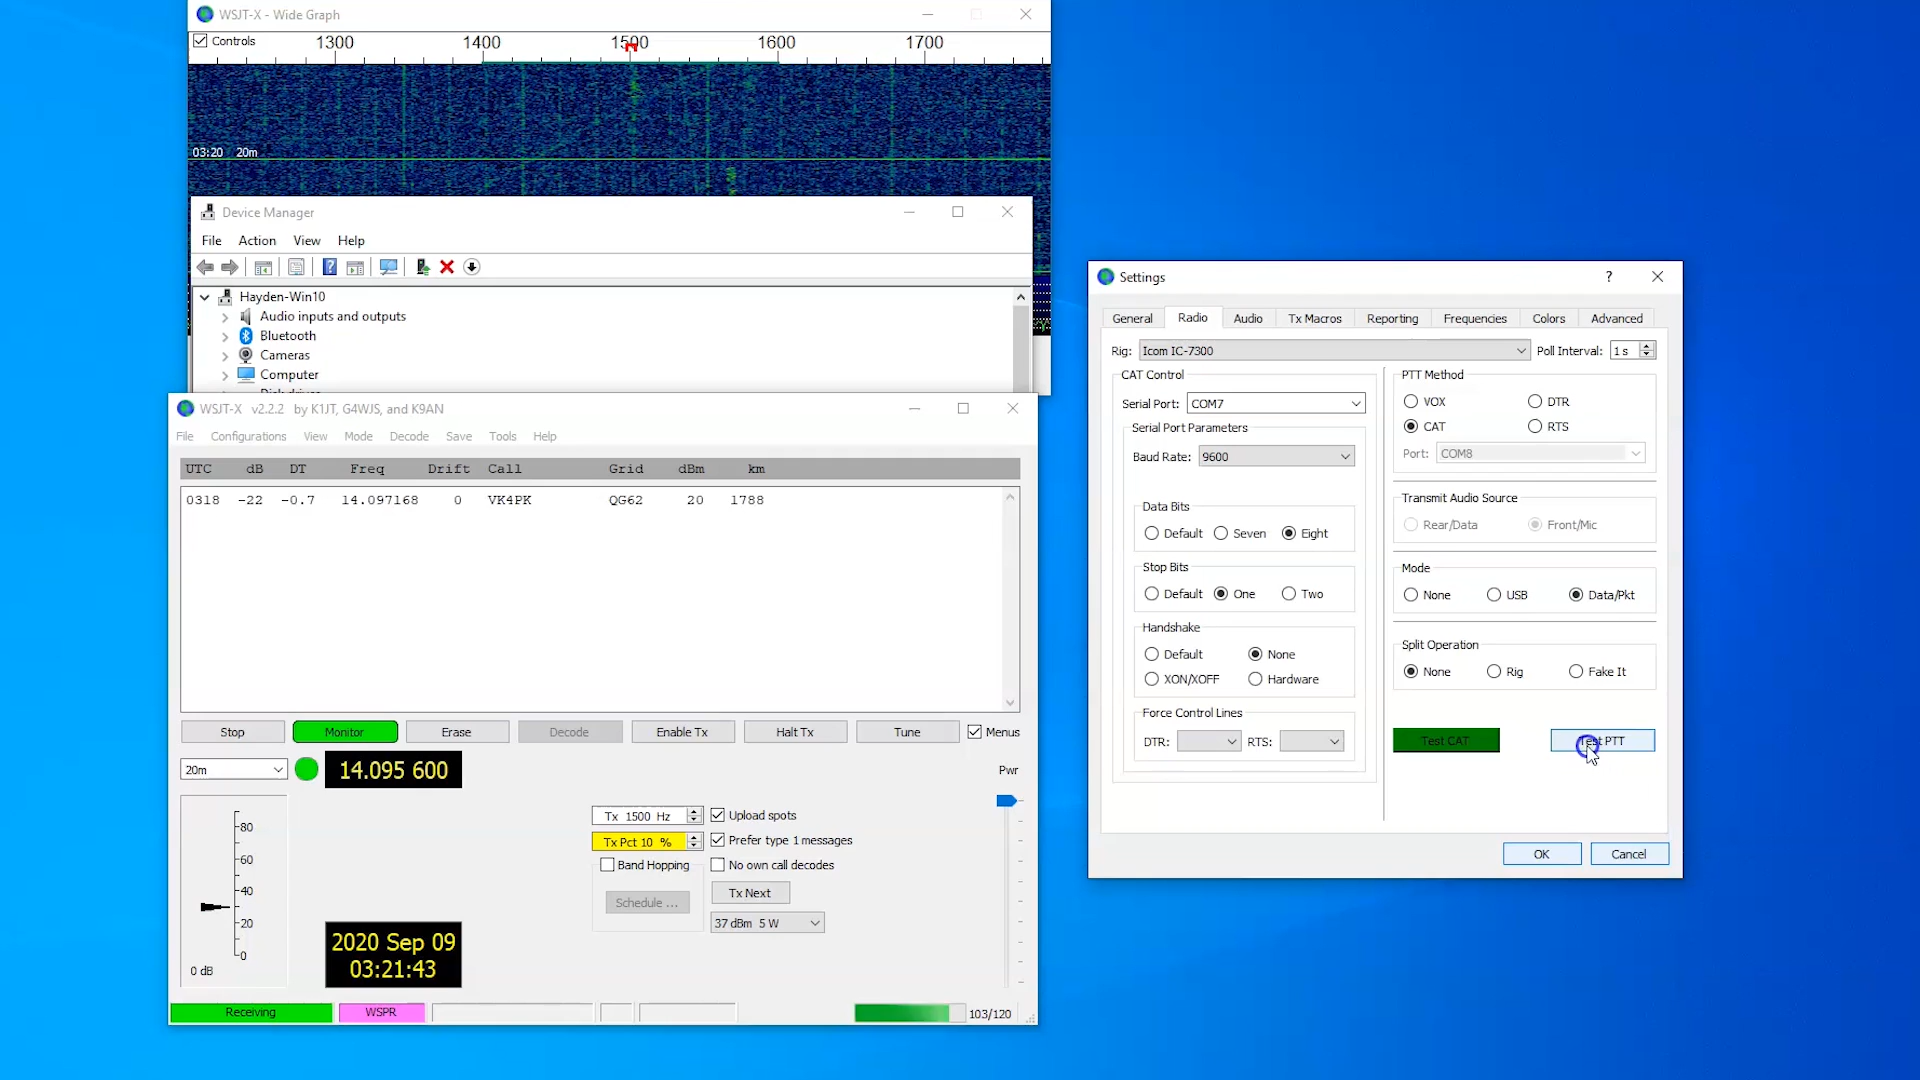 WSJT-X - Wide Graph
Controls
1300 1400 1500 1600 1700
03:20 20m
Device Manager
File Action View Help
Hayden-Win10
Audio inputs and outputs
Bluetooth
Cameras
Computer
WSJT-X v2.2.2 by K1JT, G4WJS, and K9AN
File Configurations View Mode Decode Save Tools Help
UTC dB DT Freq Drift Call Grid dBm km
0318 -22 -0.7 14.097168 0 VK4PK QG62 20 1788
Stop Monitor Erase Decode Enable Tx Halt Tx Tune Menus
20m 14.095 600 Pwr
Tx 1500 Hz Upload spots
Tx Pct 10 % Prefer type 1 messages
Band Hopping No own call decodes
Schedule ... Tx Next
37 dBm 5 W
80
60
40
20
0
0 dB
2020 Sep 09
03:21:43
Receiving WSPR 103/120
Settings ?
General Radio Audio Tx Macros Reporting Frequencies Colors Advanced
Rig: Icom IC-7300 Poll Interval: 1 s
CAT Control
Serial Port: COM7
Serial Port Parameters
Baud Rate: 9600
Data Bits
Default Seven Eight
Stop Bits
Default One Two
Handshake
Default None
XON/XOFF Hardware
Force Control Lines
DTR: RTS:
PTT Method
VOX DTR
CAT RTS
Port: COM8
Transmit Audio Source
Rear/Data Front/Mic
Mode
None USB Data/Pkt
Split Operation
None Rig Fake It
Test CAT Test PTT
OK Cancel